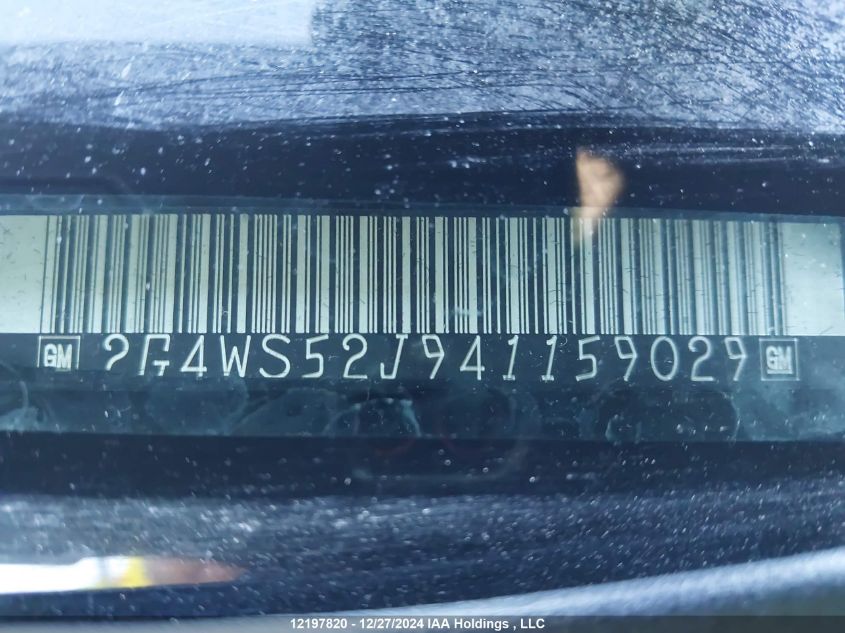 GM 2G4WS52J941159029 GM
12197820 - 12/27/2024 IAA Holdings , LLC